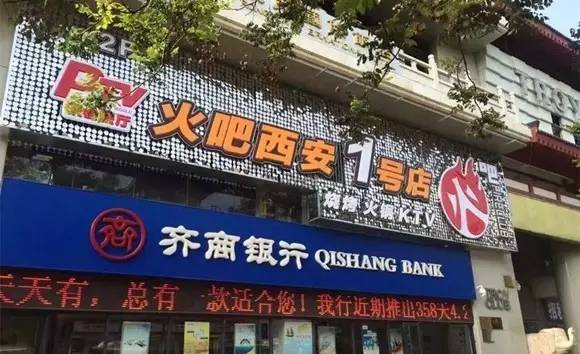 2F
火吧西安1号店
烧烤 火锅 KTV
火吧
齐商银行 QISHANG BANK
天天有，总有一款适合您！我行近期推出358天4.2